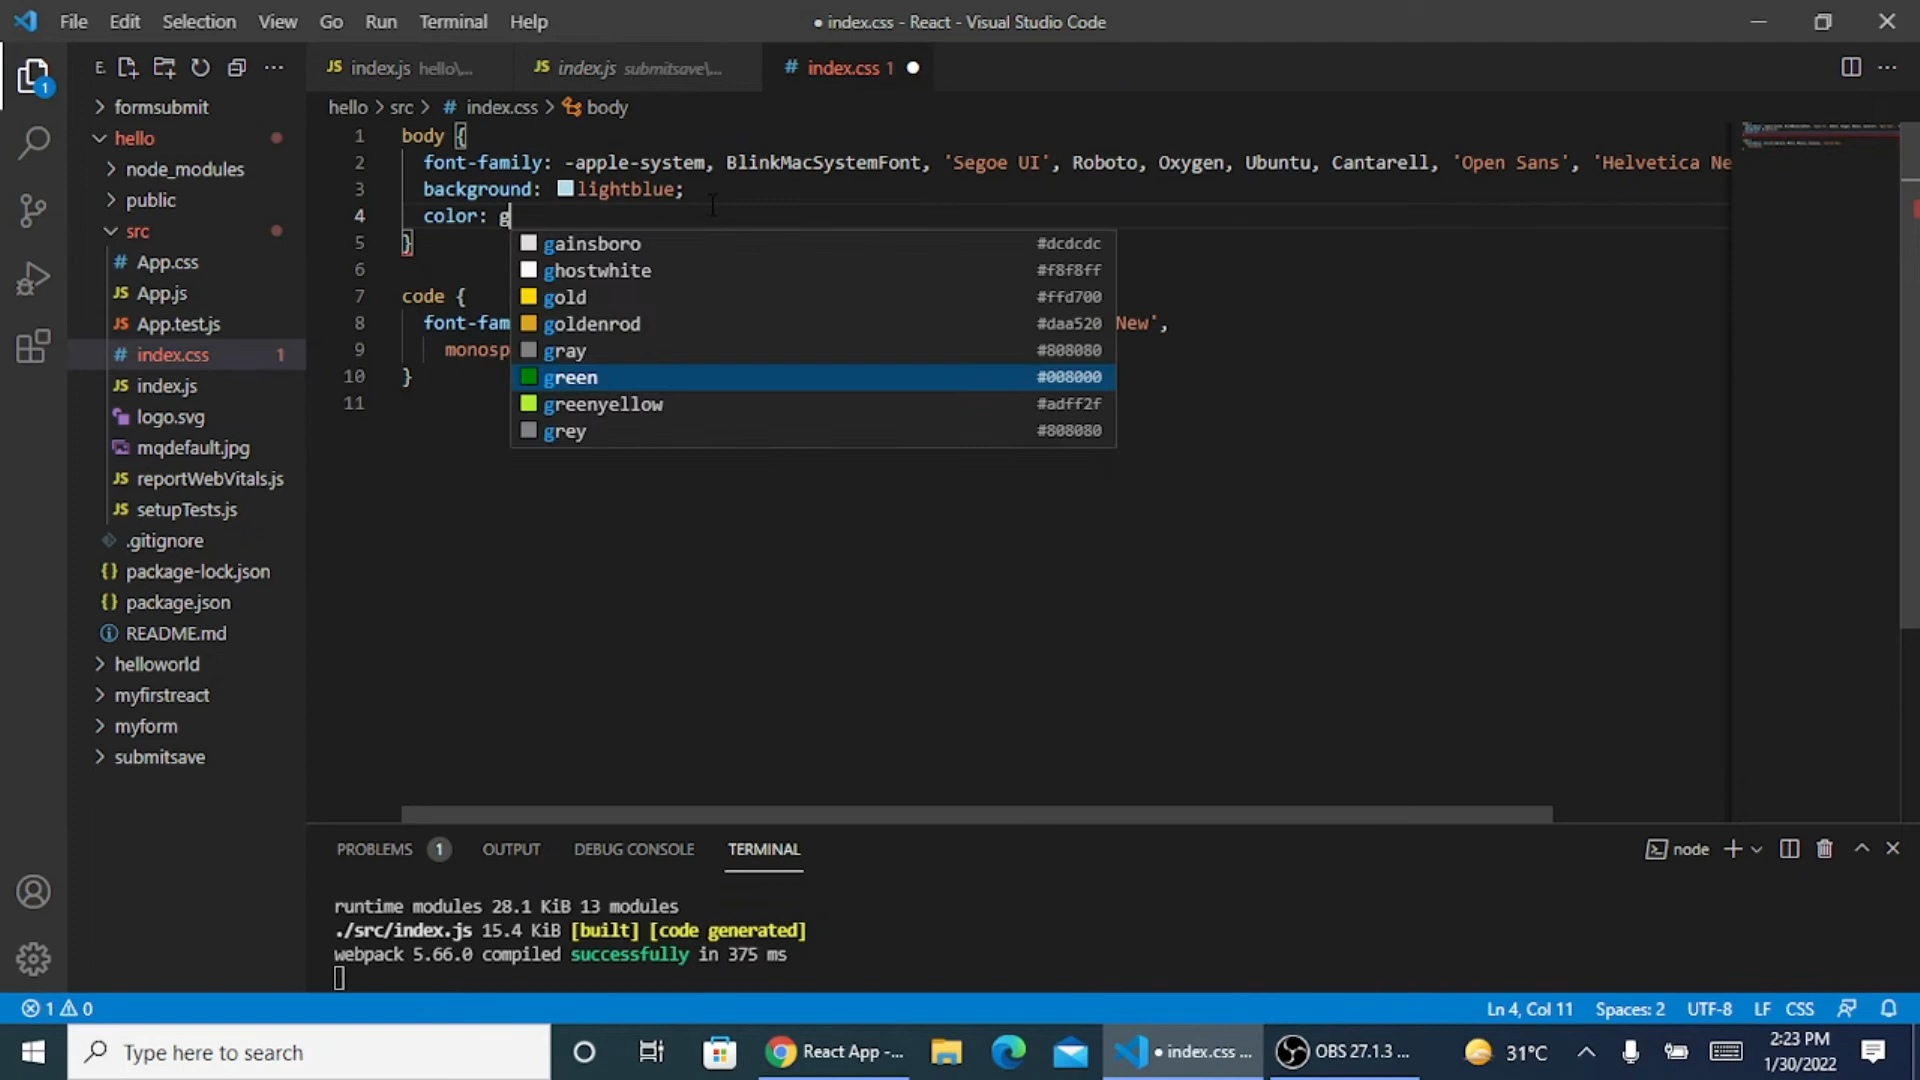 File Edit Selection View Go Run Terminal Help
● index.css - React - Visual Studio Code
E
JS index.js hello\...
JS index.js submitsave\...
# index.css 1 ●
hello > src > # index.css > body
formsubmit
hello
node_modules
public
src
# App.css
JS App.js
JS App.test.js
# index.css 1
JS index.js
logo.svg
mqdefault.jpg
JS reportWebVitals.js
JS setupTests.js
.gitignore
{} package-lock.json
{} package.json
README.md
helloworld
myfirstreact
myform
submitsave
1 body {
2 font-family: -apple-system, BlinkMacSystemFont, 'Segoe UI', Roboto, Oxygen, Ubuntu, Cantarell, 'Open Sans', 'Helvetica Ne
3 background: lightblue;
4 color: g
5 }
6
7 code {
8 font-fam New',
9 monosp
10 }
11
gainsboro #dcdcdc
ghostwhite #f8f8ff
gold #ffd700
goldenrod #daa520
gray #808080
green #008000
greenyellow #adff2f
grey #808080
PROBLEMS 1 OUTPUT DEBUG CONSOLE TERMINAL
node
runtime modules 28.1 KiB 13 modules
./src/index.js 15.4 KiB [built] [code generated]
webpack 5.66.0 compiled successfully in 375 ms
1 0
Ln 4, Col 11 Spaces: 2 UTF-8 LF CSS
Type here to search
React App -...
● index.css ...
OBS 27.1.3 ...
31°C
2:23 PM
1/30/2022